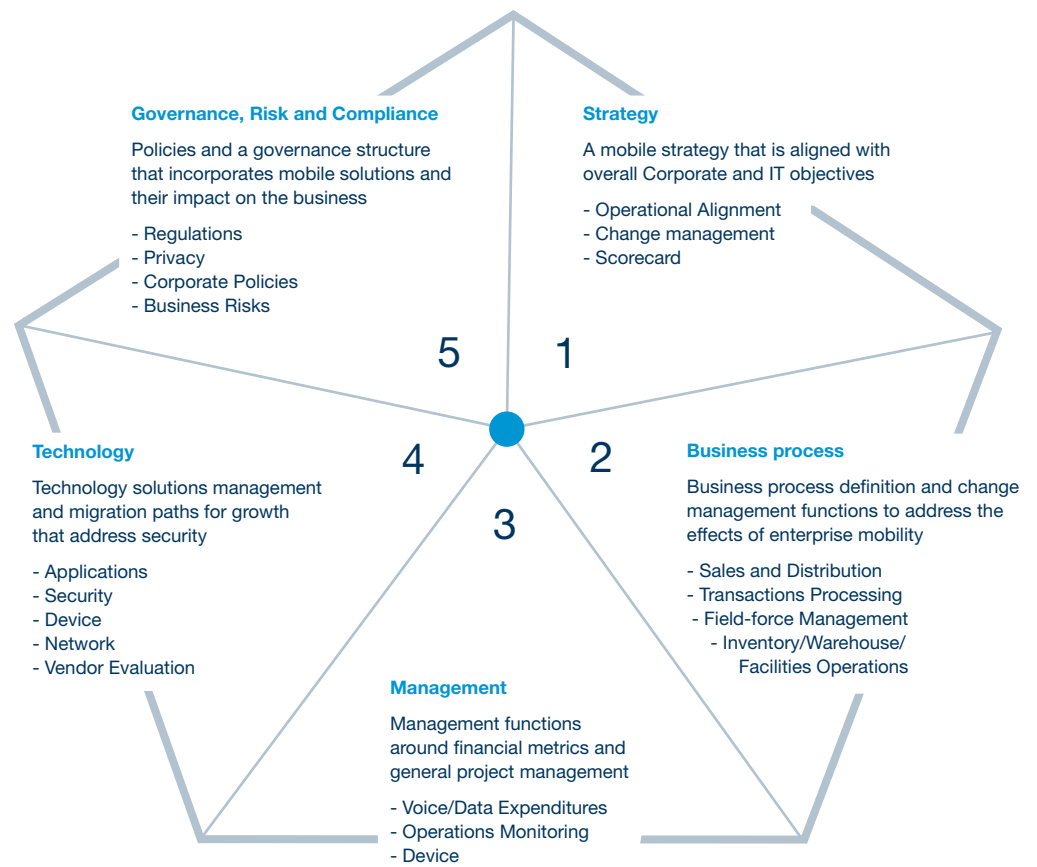 Governance, Risk and Compliance
Policies and a governance structure
that incorporates mobile solutions and
their impact on the business
- Regulations
- Privacy
- Corporate Policies
- Business Risks
5
Strategy
A mobile strategy that is aligned with
overall Corporate and IT objectives
- Operational Alignment
- Change management
- Scorecard
1
Technology
Technology solutions management
and migration paths for growth
that address security
- Applications
- Security
- Device
- Network
- Vendor Evaluation
4
2
Business process
Business process definition and change
management functions to address the
effects of enterprise mobility
- Sales and Distribution
- Transactions Processing
- Field-force Management
- Inventory/Warehouse/
Facilities Operations
3
Management
Management functions
around financial metrics and
general project management
- Voice/Data Expenditures
- Operations Monitoring
- Device